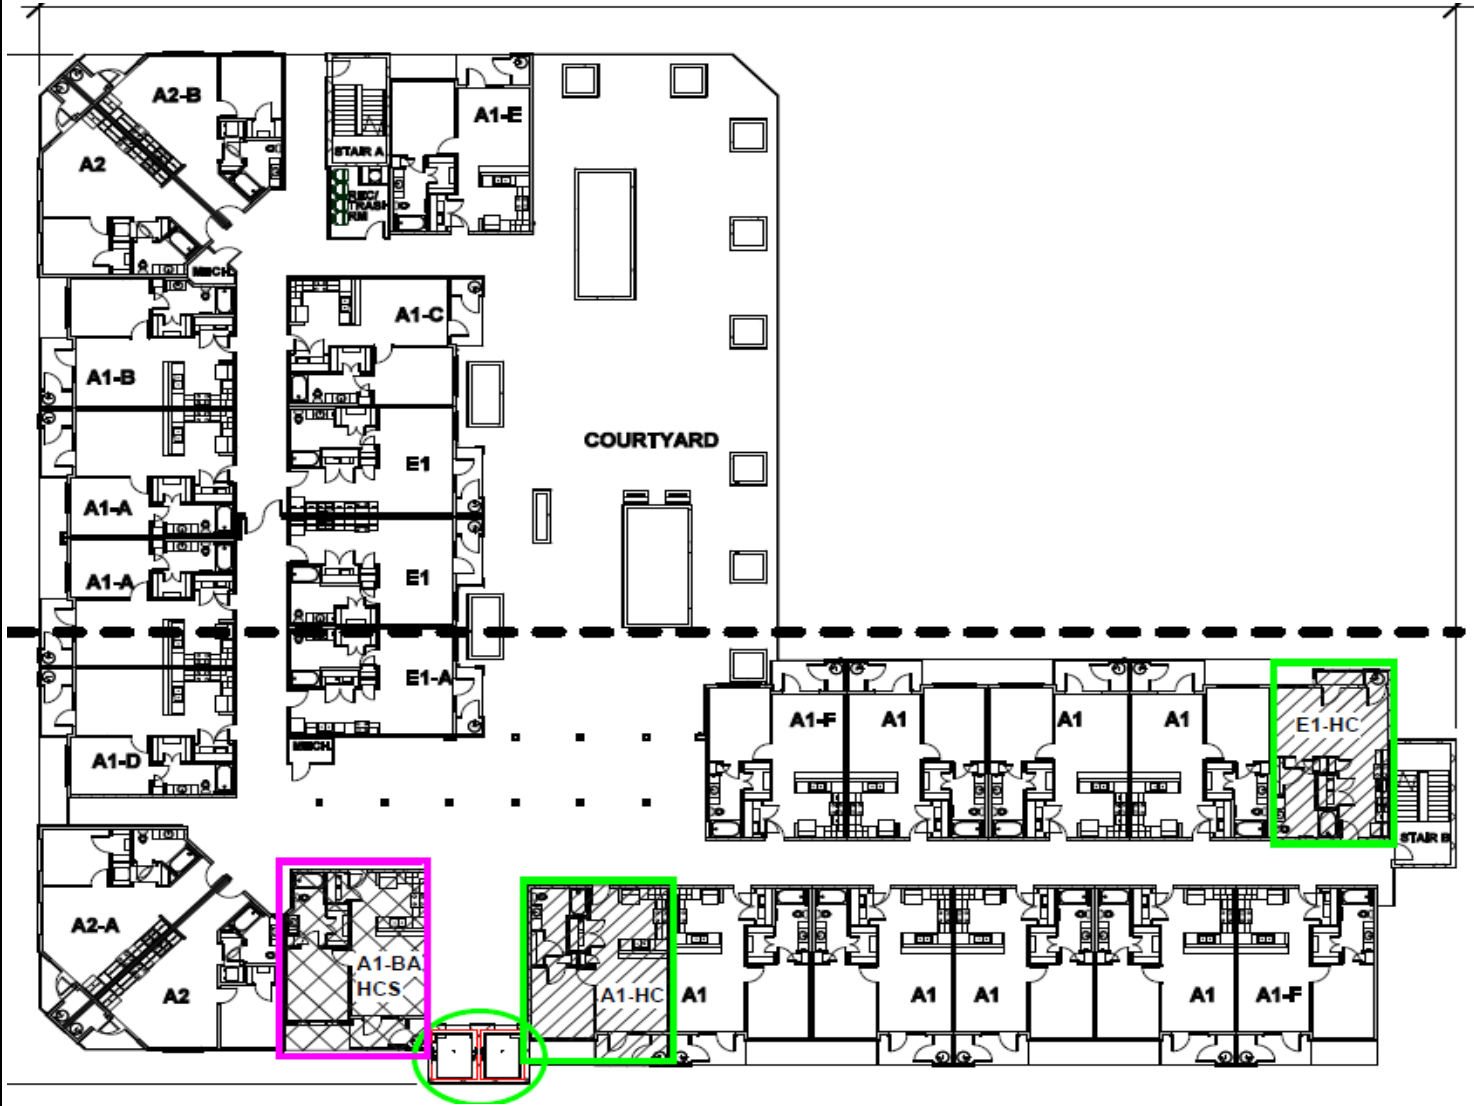 A2-B
A2
STAIR A
A1-E
REC/
TRASH
RM
MECH.
A1-C
A1-B
COURTYARD
E1
A1-A
E1
A1-A
E1-A
MECH.
A1-D
A1-F
A1
A1
A1
E1-HC
STAIR B
A2-A
A2
A1-BA
HCS
A1-HC
A1
A1
A1
A1
A1-F